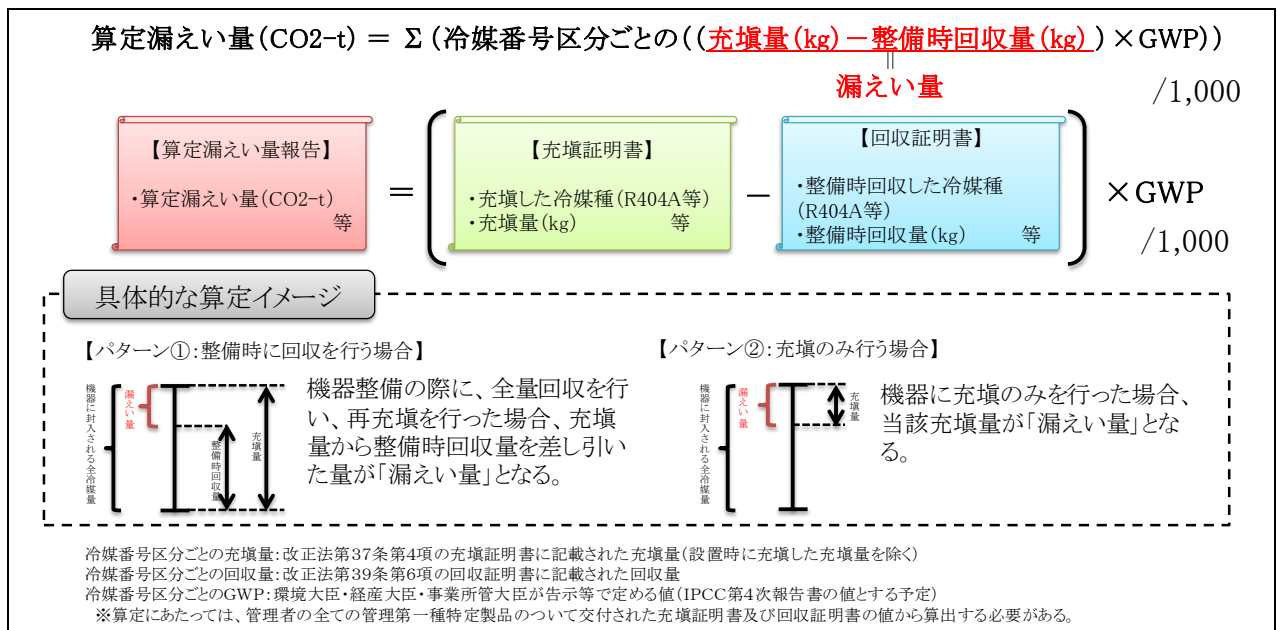 算定漏えい量(CO2-t) = Σ(冷媒番号区分ごとの((充塡量(kg)-整備時回収量(kg))×GWP))
॥
漏えい量
/1,000
【算定漏えい量報告】
・算定漏えい量(CO2-t)
等
=
【充塡証明書】
・充塡した冷媒種(R404A等)
・充塡量(kg) 等
-
【回収証明書】
・整備時回収した冷媒種
(R404A等)
・整備時回収量(kg) 等
×GWP
/1,000
具体的な算定イメージ
【パターン①:整備時に回収を行う場合】
機器に封入される全冷媒量
漏えい量
整備時回収量
充塡量
機器整備の際に、全量回収を行
い、再充塡を行った場合、充塡
量から整備時回収量を差し引い
た量が「漏えい量」となる。
【パターン②:充塡のみ行う場合】
機器に封入される全冷媒量
漏えい量
充塡量
機器に充塡のみを行った場合、
当該充塡量が「漏えい量」とな
る。
冷媒番号区分ごとの充塡量:改正法第37条第4項の充塡証明書に記載された充塡量(設置時に充塡した充塡量を除く)
冷媒番号区分ごとの回収量:改正法第39条第6項の回収証明書に記載された回収量
冷媒番号区分ごとのGWP:環境大臣・経産大臣・事業所管大臣が告示等で定める値(IPCC第4次報告書の値とする予定)
※算定にあたっては、管理者の全ての管理第一種特定製品のついて交付された充塡証明書及び回収証明書の値から算出する必要がある。